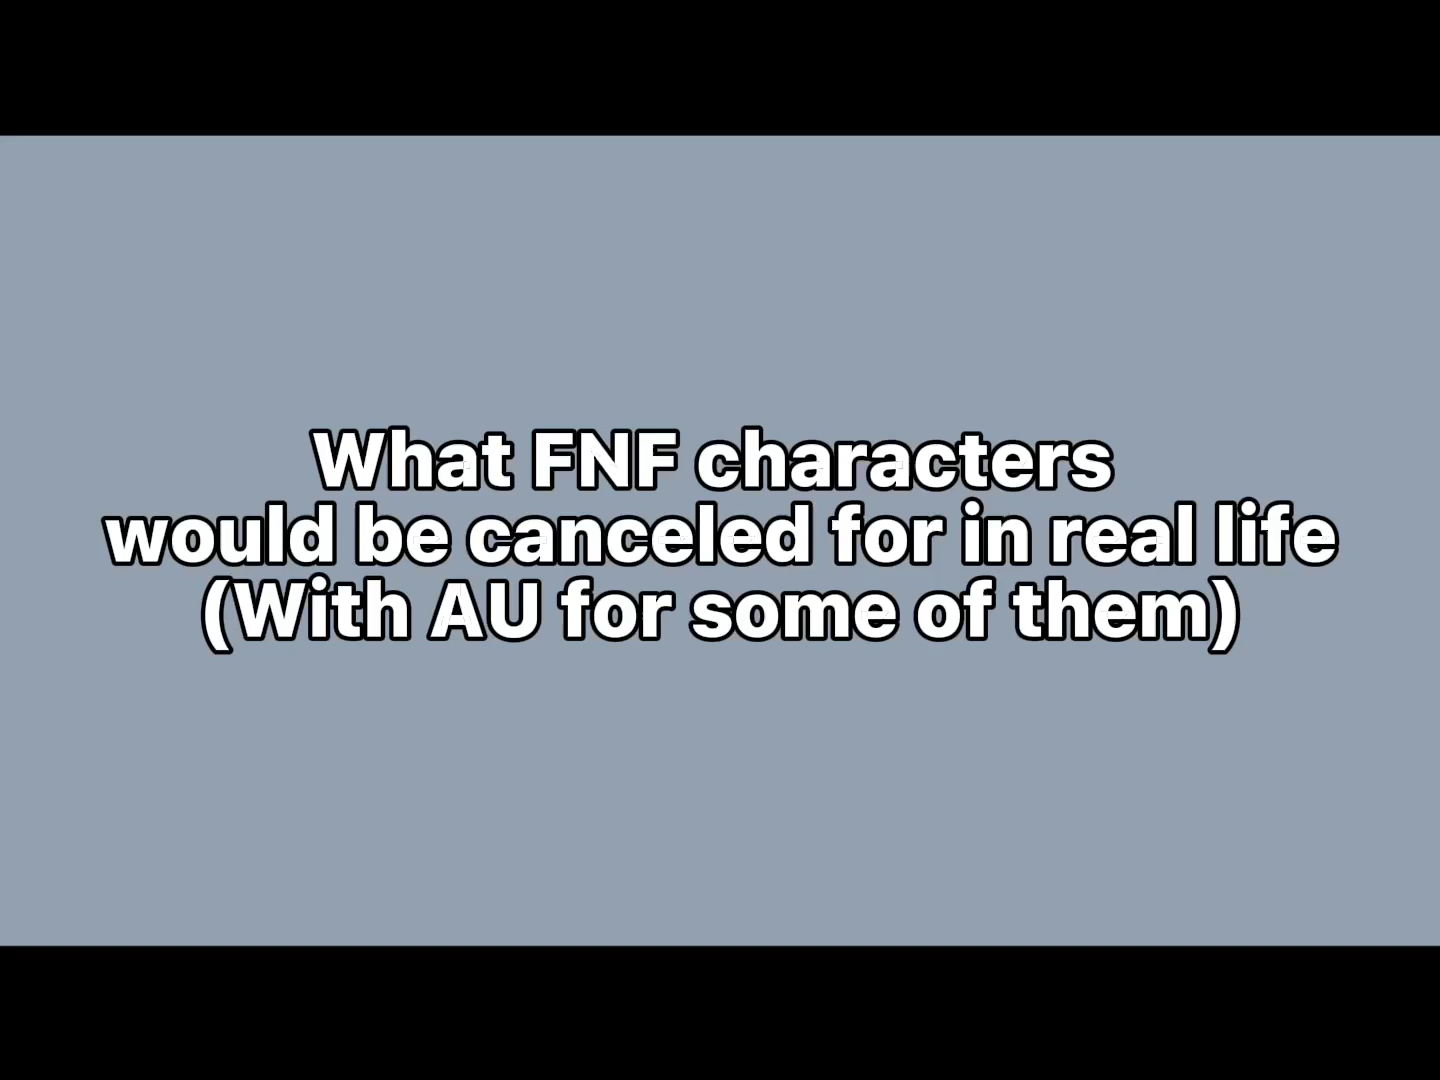 What FNF characters
would be canceled for in real life
(With AU for some of them)